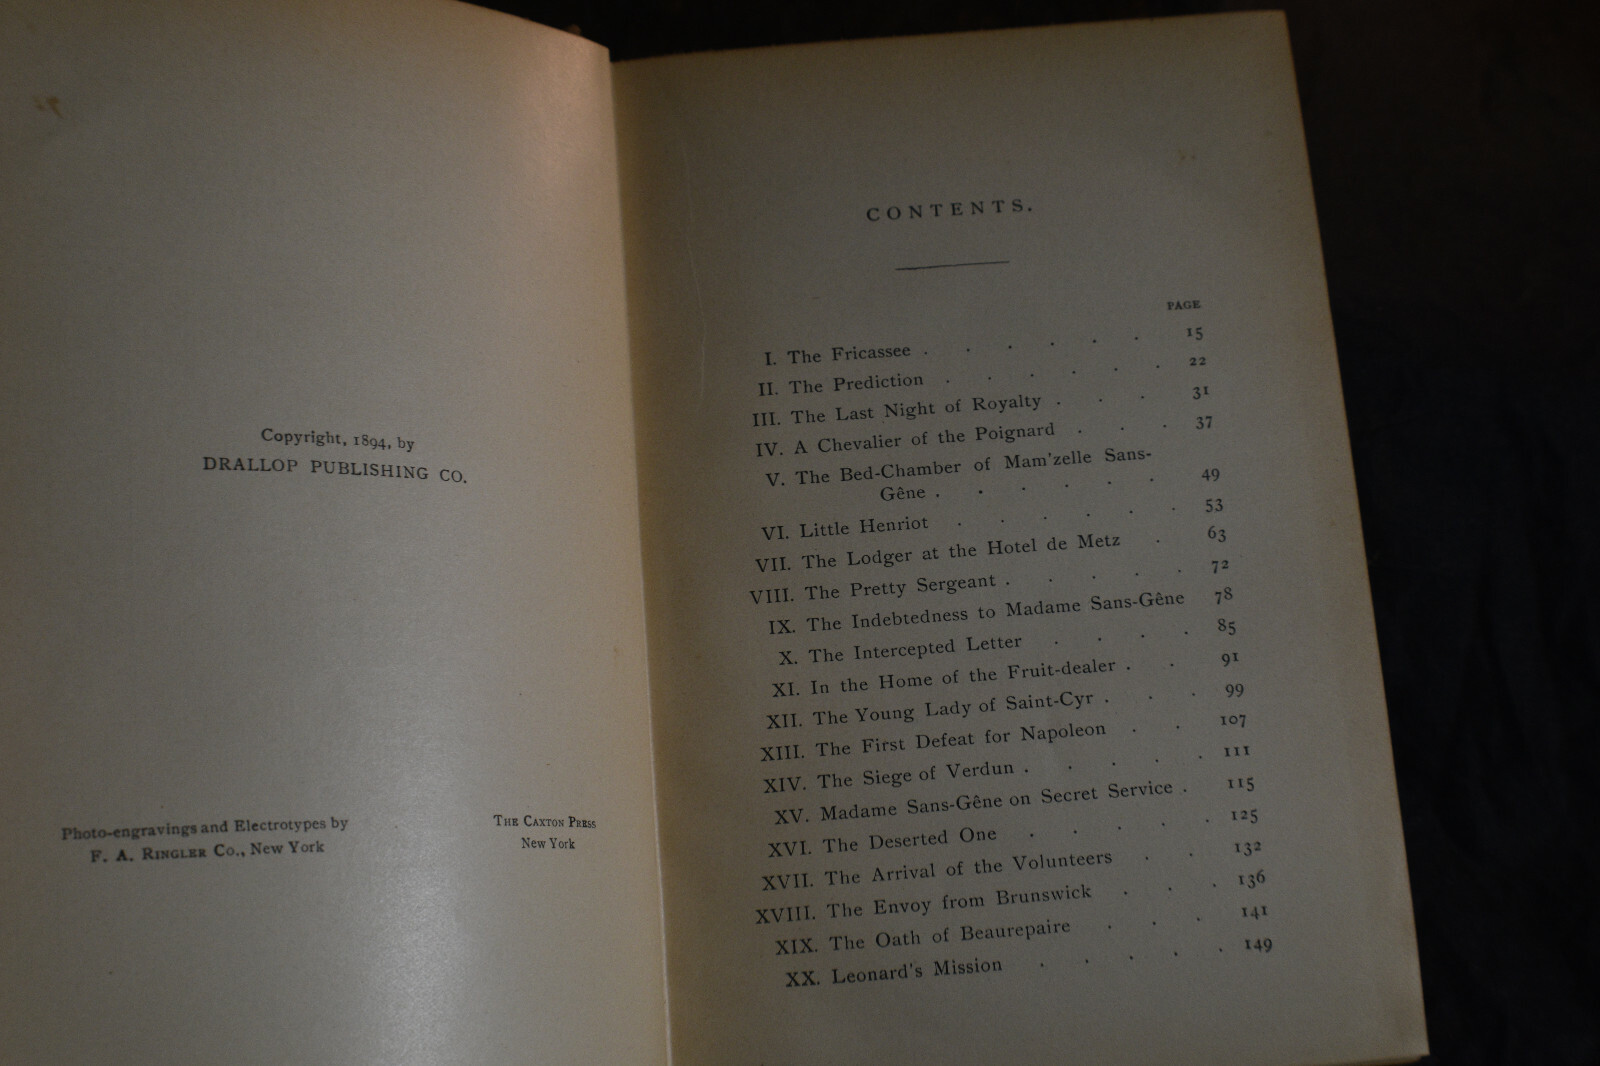 Copyright, 1894, by
DRALLOP PUBLISHING CO.
Photo-engravings and Electrotypes by
F. A. RINGLER CO., New York
THE CAXTON PRESS
New York
CONTENTS.
PAGE
I. The Fricassee . . . . . . 15
II. The Prediction . . . . . . 22
III. The Last Night of Royalty . . . 31
IV. A Chevalier of the Poignard . . . 37
V. The Bed-Chamber of Mam'zelle Sans-
Gêne . . . . . . 49
VI. Little Henriot . . . . . . 53
VII. The Lodger at the Hotel de Metz . 63
VIII. The Pretty Sergeant . . . . . 72
IX. The Indebtedness to Madame Sans-Gêne 78
X. The Intercepted Letter . . . . 85
XI. In the Home of the Fruit-dealer . . 91
XII. The Young Lady of Saint-Cyr . . . 99
XIII. The First Defeat for Napoleon . . 107
XIV. The Siege of Verdun . . . . . 111
XV. Madame Sans-Gêne on Secret Service . 115
XVI. The Deserted One . . . . . 125
XVII. The Arrival of the Volunteers . . 132
XVIII. The Envoy from Brunswick . . . 136
XIX. The Oath of Beaurepaire . . . 141
XX. Leonard's Mission . . . . . 149